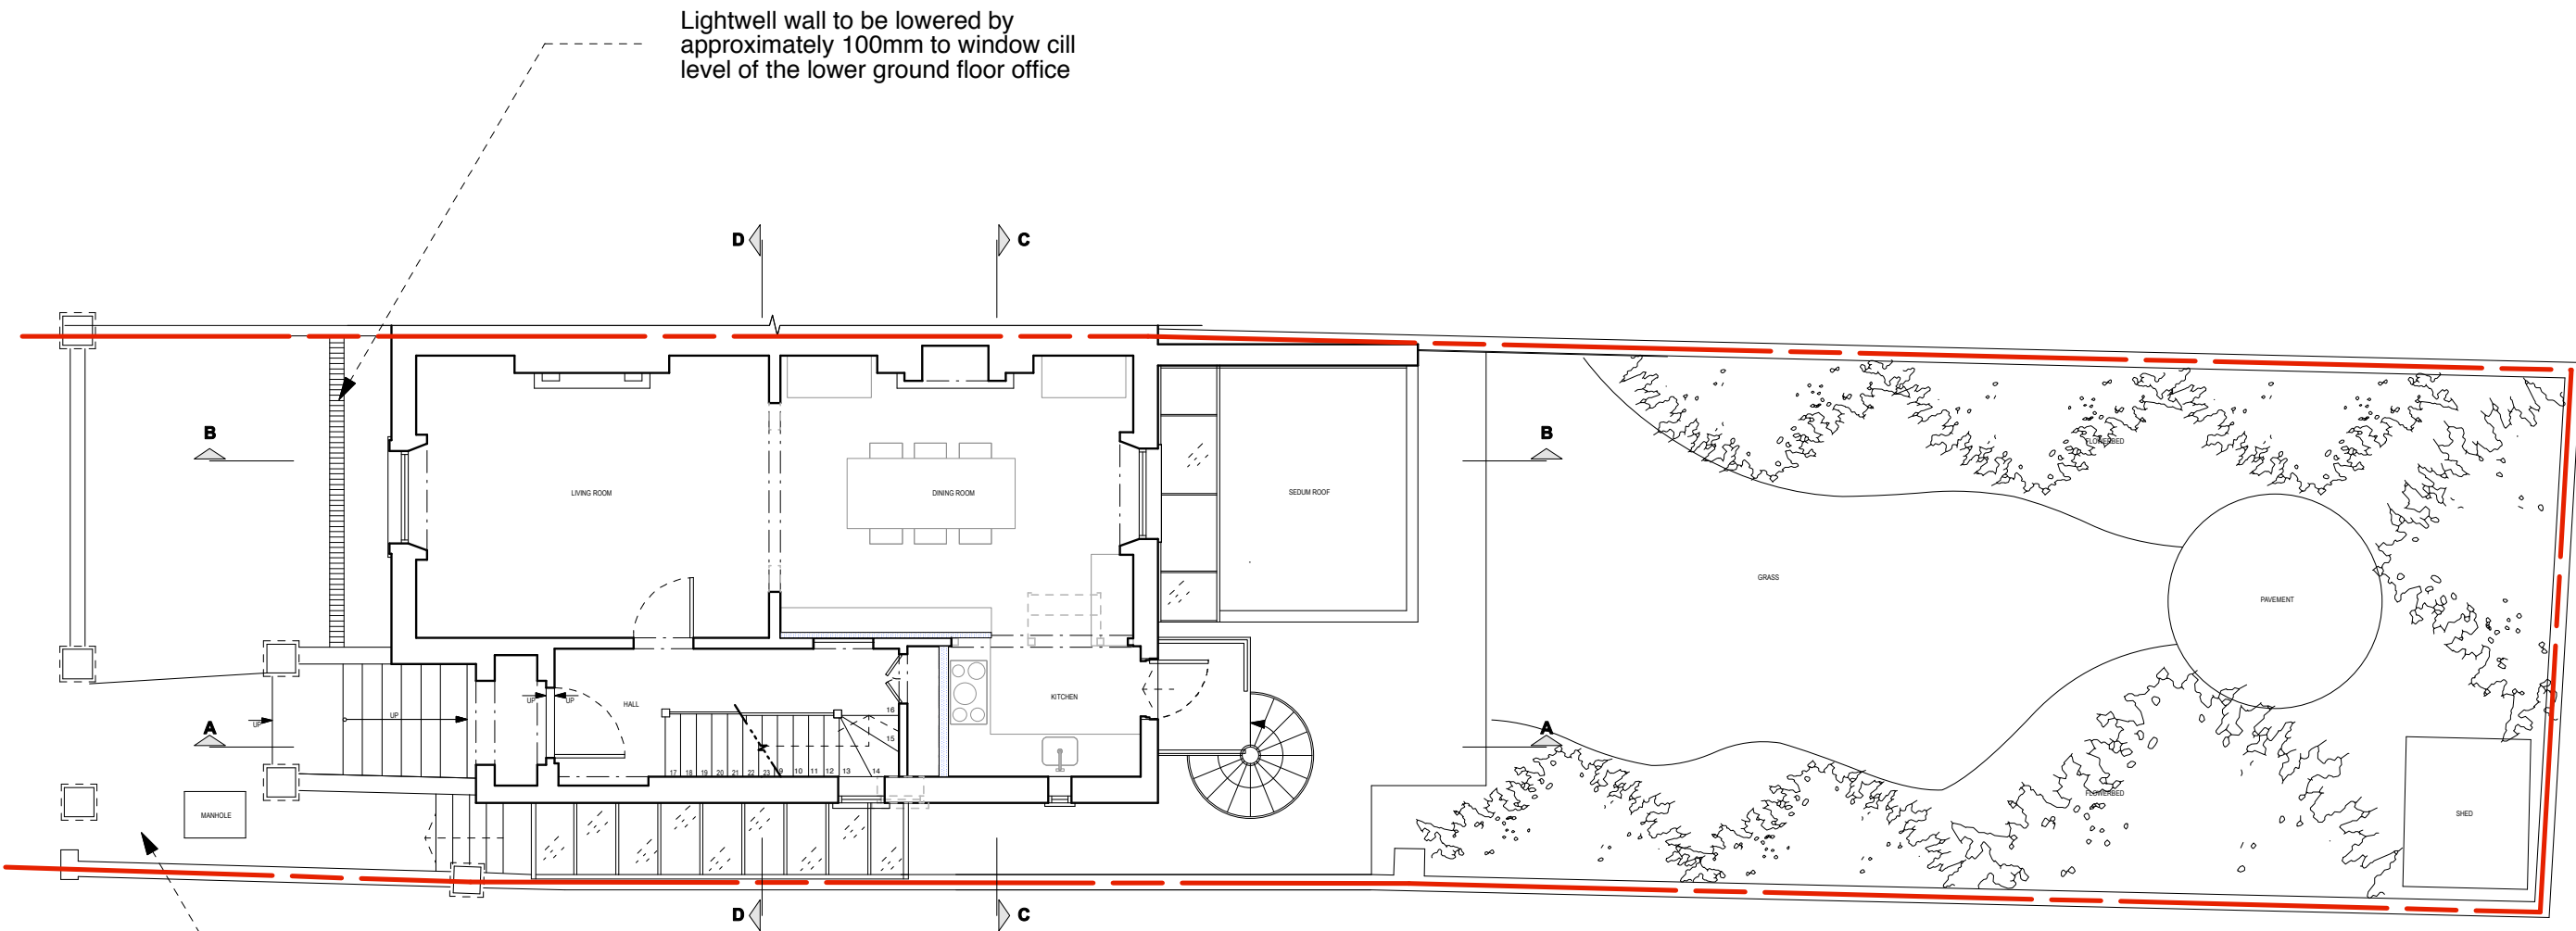 Lightwell wall to be lowered by
approximately 100mm to window cill
level of the lower ground floor office
D
C
B
B
FLOWERBED
LIVING ROOM
DINING ROOM
SEDUM ROOF
GRASS
PAVEMENT
UP
UP
UP
UP
HALL
KITCHEN
A
A
16
15
17 18 19 20 21 22 23 9 10 11 12 13 14
MANHOLE
FLOWERBED
SHED
D
C